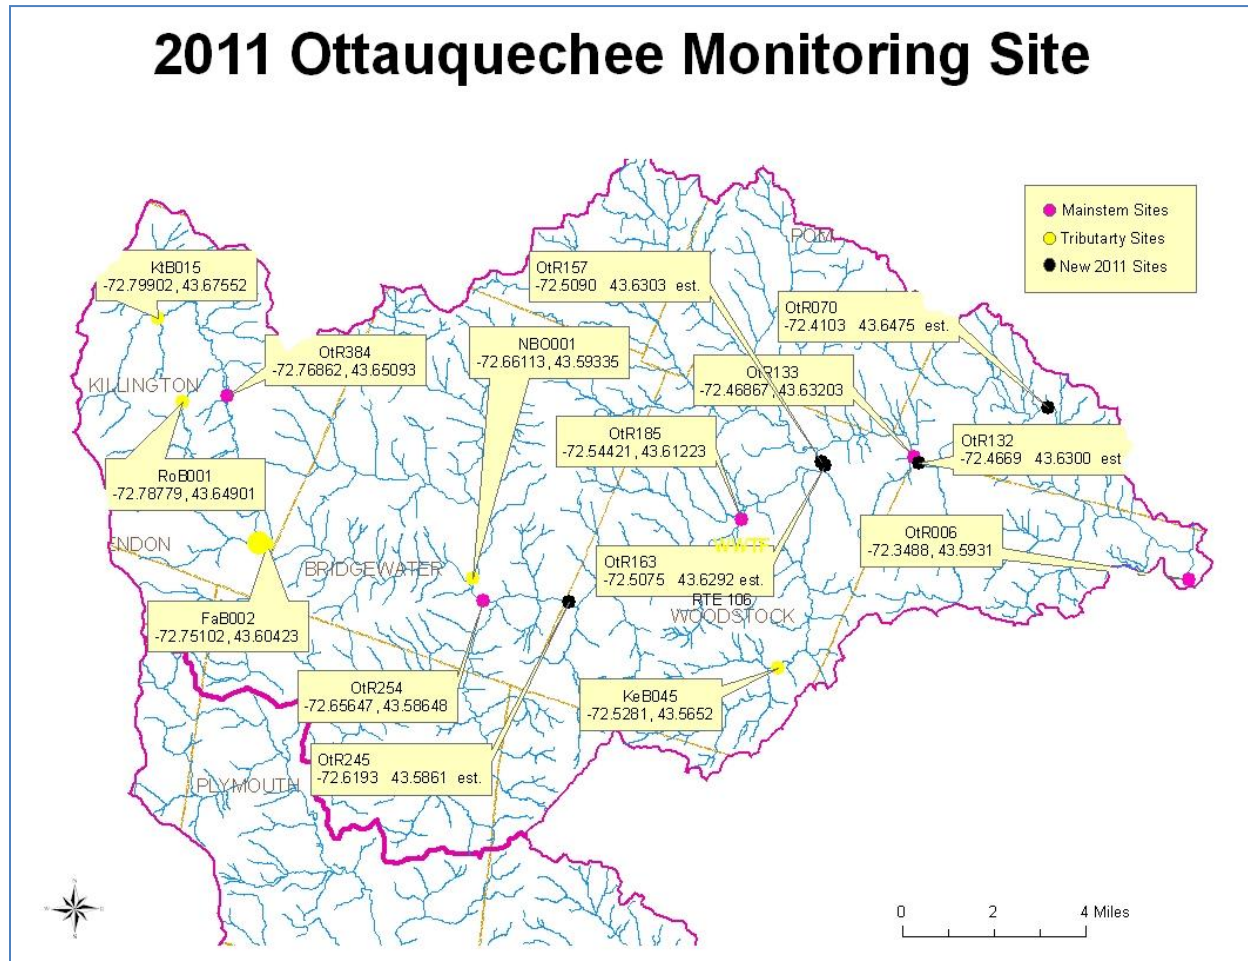 2011 Ottauquechee Monitoring Site
Mainstem Sites
Tributarty Sites
New 2011 Sites
POM
KtB015
-72.79902, 43.67552
OtR157
-72.5090 43.6303 est.
OtR070
-72.4103 43.6475 est.
OtR384
-72.76862, 43.65093
NBO001
-72.66113, 43.59335
OtR133
-72.46867, 43.63203
KILLINGTON
OtR185
-72.54421, 43.61223
OtR132
-72.4669 43.6300 est
RoB001
-72.78779, 43.64901
OtR006
-72.3488, 43.5931
ENDON
WWTF
BRIDGEWATER
OtR163
-72.5075 43.6292 est.
RTE 106
WOODSTOCK
FaB002
-72.75102, 43.60423
OtR254
-72.65647, 43.58648
KeB045
-72.5281, 43.5652
OtR245
-72.6193 43.5861 est.
PLYMOUTH
0 2 4 Miles